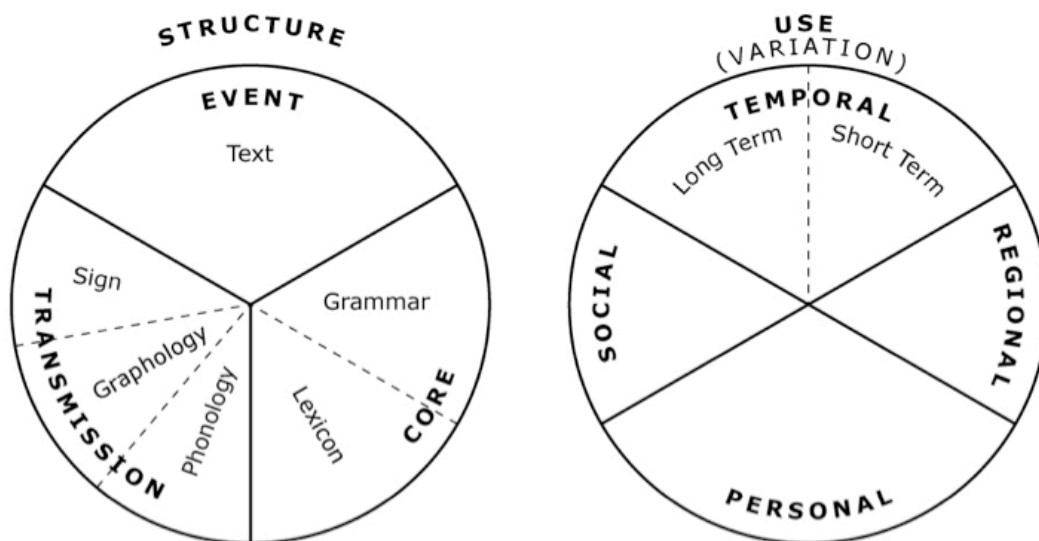 STRUCTURE
EVENT
Text
Sign
Grammar
TRANSMISSION
Graphology
Phonology
Lexicon
CORE
USE
(VARIATION)
TEMPORAL
Long Term
Short Term
SOCIAL
REGIONAL
PERSONAL